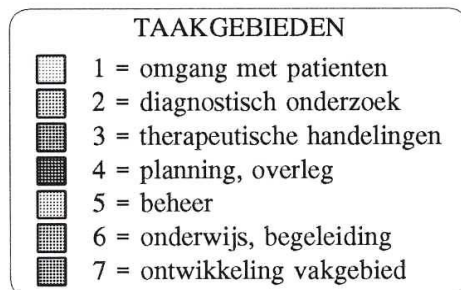 TAAKGEBIEDEN
1 = omgang met patienten
2 = diagnostisch onderzoek
3 = therapeutische handelingen
4 = planning, overleg
5 = beheer
6 = onderwijs, begeleiding
7 = ontwikkeling vakgebied